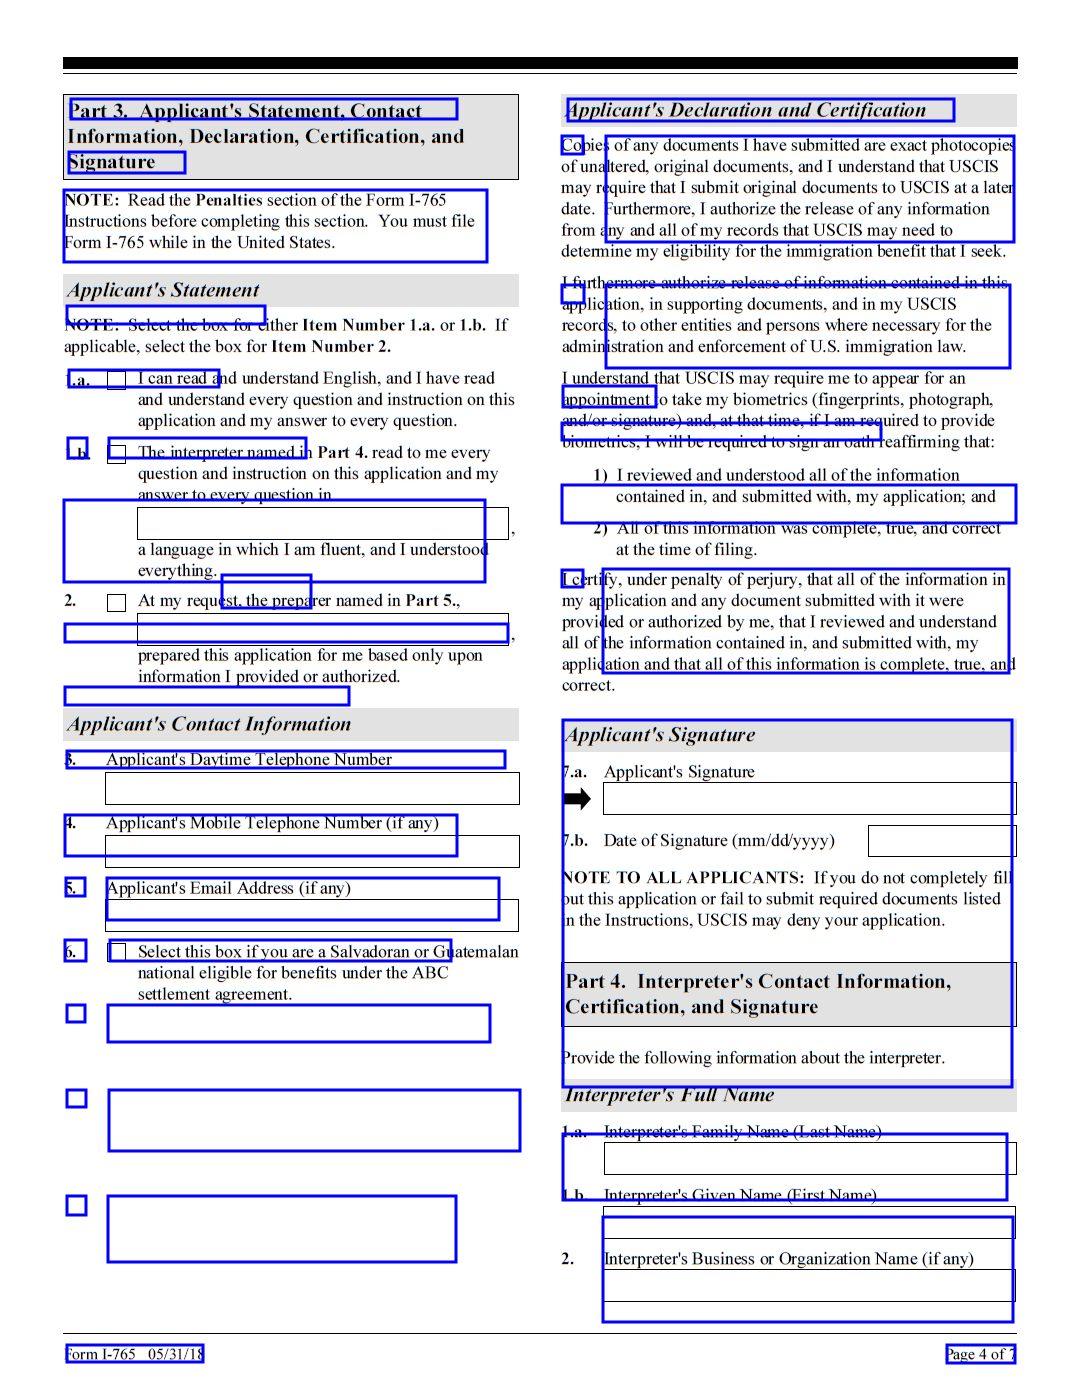 Part 3.  Applicant's Statement, Contact
Information, Declaration, Certification, and
Signature
NOTE:  Read the Penalties section of the Form I-765
Instructions before completing this section.  You must file
Form I-765 while in the United States.
Applicant's Statement
NOTE:  Select the box for either Item Number 1.a. or 1.b.  If
applicable, select the box for Item Number 2.
1.a. I can read and understand English, and I have read
and understand every question and instruction on this
application and my answer to every question.
1.b. The interpreter named in Part 4. read to me every
question and instruction on this application and my
answer to every question in
,
a language in which I am fluent, and I understood
everything.
2. At my request, the preparer named in Part 5.,
,
prepared this application for me based only upon
information I provided or authorized.
Applicant's Contact Information
3. Applicant's Daytime Telephone Number
4. Applicant's Mobile Telephone Number (if any)
5. Applicant's Email Address (if any)
6. Select this box if you are a Salvadoran or Guatemalan
national eligible for benefits under the ABC
settlement agreement.
Applicant's Declaration and Certification
Copies of any documents I have submitted are exact photocopies
of unaltered, original documents, and I understand that USCIS
may require that I submit original documents to USCIS at a later
date.  Furthermore, I authorize the release of any information
from any and all of my records that USCIS may need to
determine my eligibility for the immigration benefit that I seek.
I furthermore authorize release of information contained in this
application, in supporting documents, and in my USCIS
records, to other entities and persons where necessary for the
administration and enforcement of U.S. immigration law.
I understand that USCIS may require me to appear for an
appointment to take my biometrics (fingerprints, photograph,
and/or signature) and, at that time, if I am required to provide
biometrics, I will be required to sign an oath reaffirming that:
1) I reviewed and understood all of the information
contained in, and submitted with, my application; and
2) All of this information was complete, true, and correct
at the time of filing.
I certify, under penalty of perjury, that all of the information in
my application and any document submitted with it were
provided or authorized by me, that I reviewed and understand
all of the information contained in, and submitted with, my
application and that all of this information is complete, true, and
correct.
Applicant's Signature
7.a. Applicant's Signature
7.b. Date of Signature (mm/dd/yyyy)
NOTE TO ALL APPLICANTS:  If you do not completely fill
out this application or fail to submit required documents listed
in the Instructions, USCIS may deny your application.
Part 4.  Interpreter's Contact Information,
Certification, and Signature
Provide the following information about the interpreter.
Interpreter's Full Name
1.a. Interpreter's Family Name (Last Name)
1.b. Interpreter's Given Name (First Name)
2. Interpreter's Business or Organization Name (if any)
Form I-765   05/31/18
Page 4 of 7